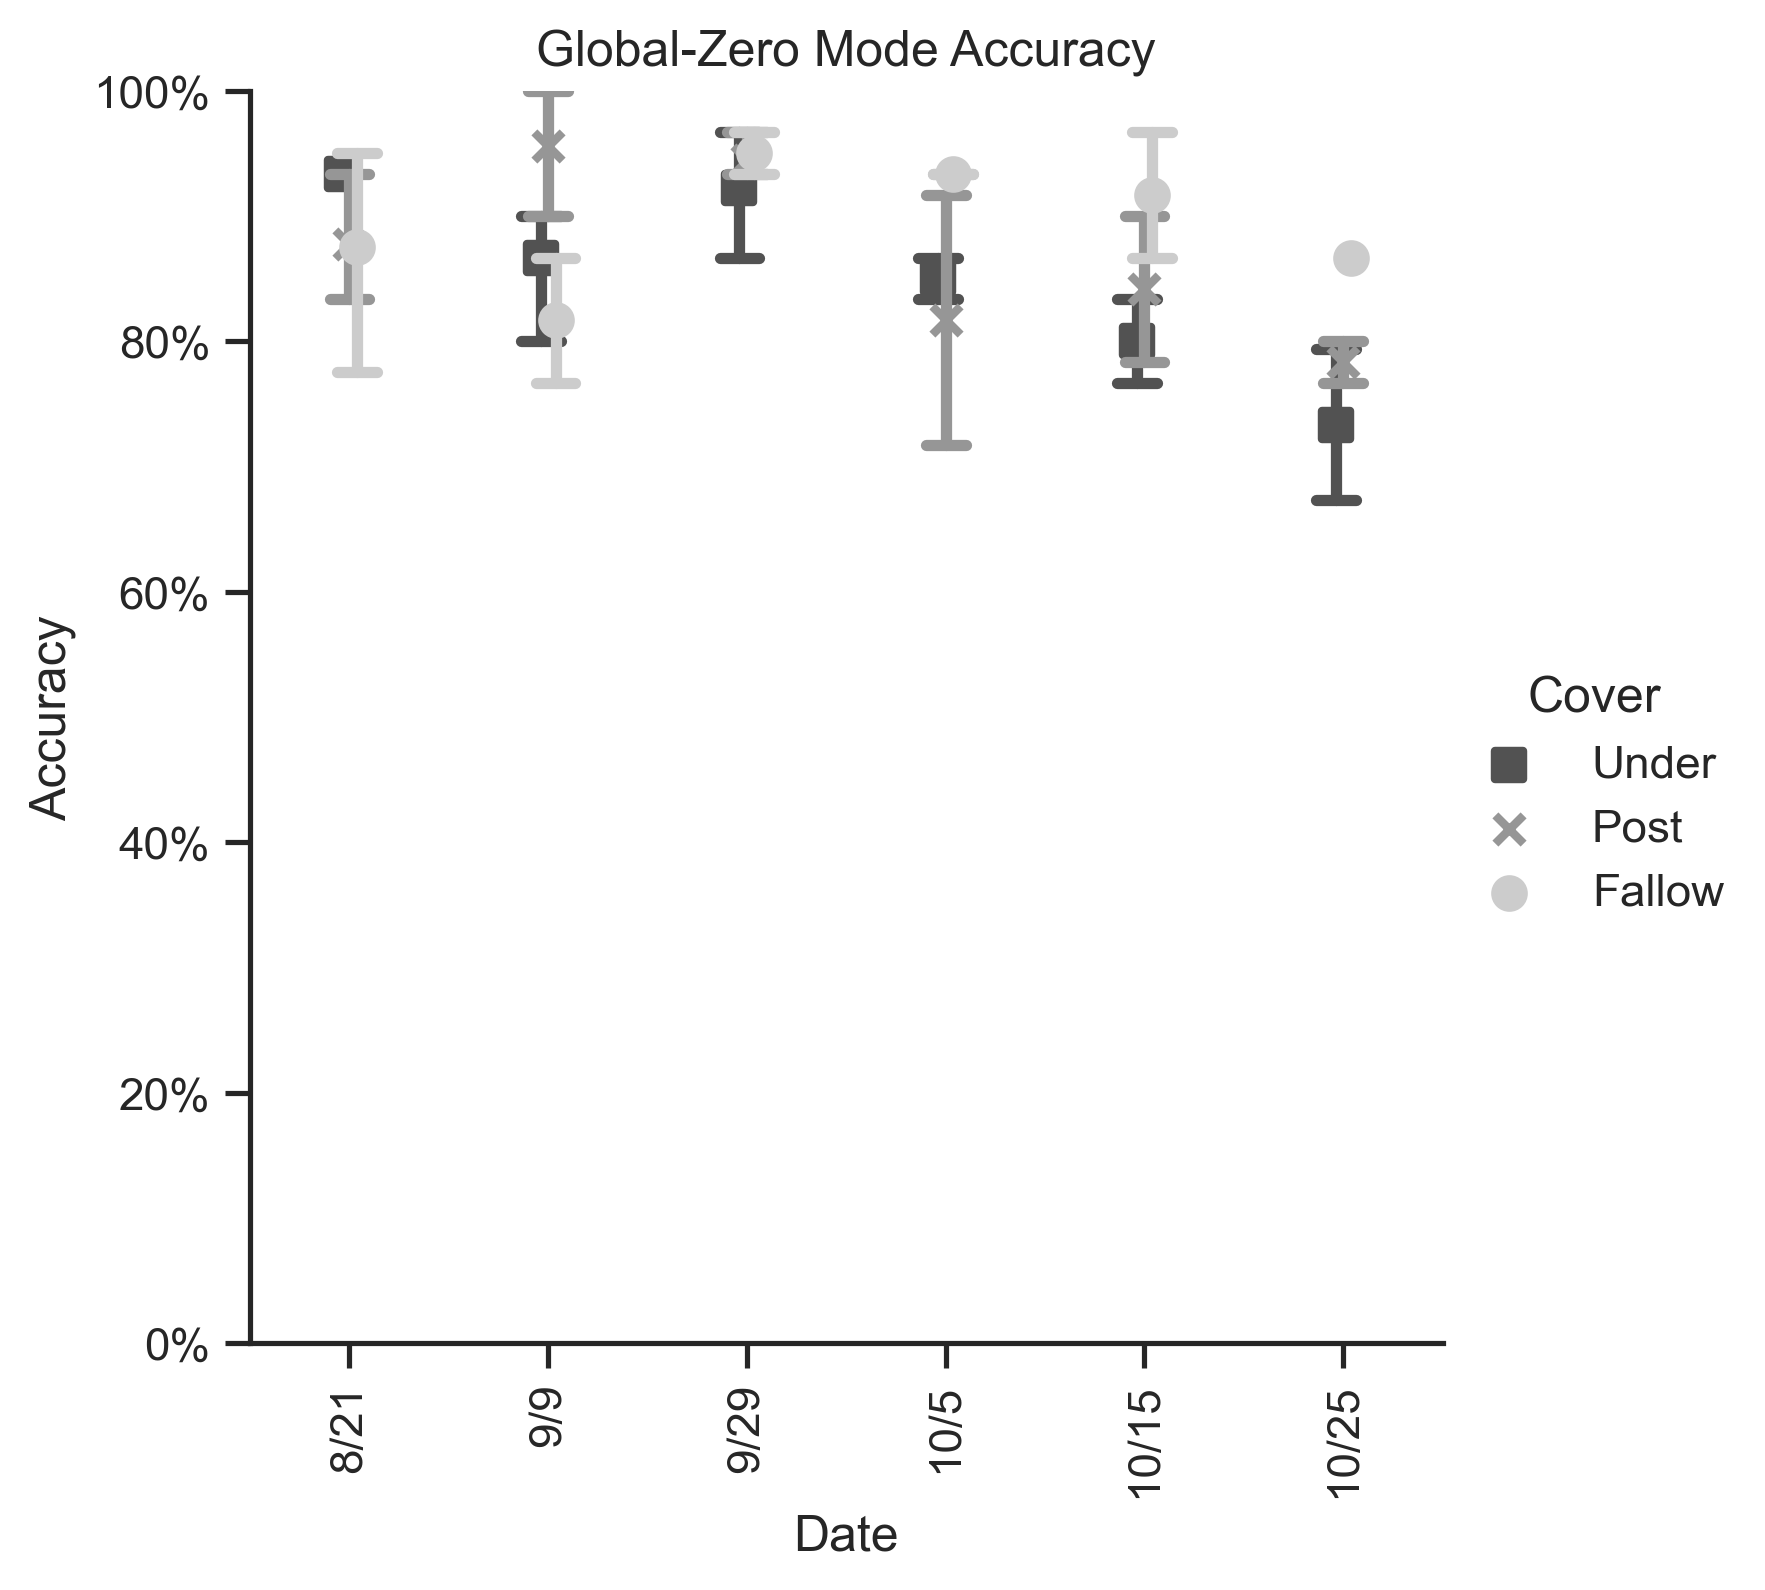 Global-Zero Mode Accuracy
100%
80%
60%
40%
20%
0%
Accuracy
8/21
9/9
9/29
10/5
10/15
10/25
Date
Cover
Under
Post
Fallow